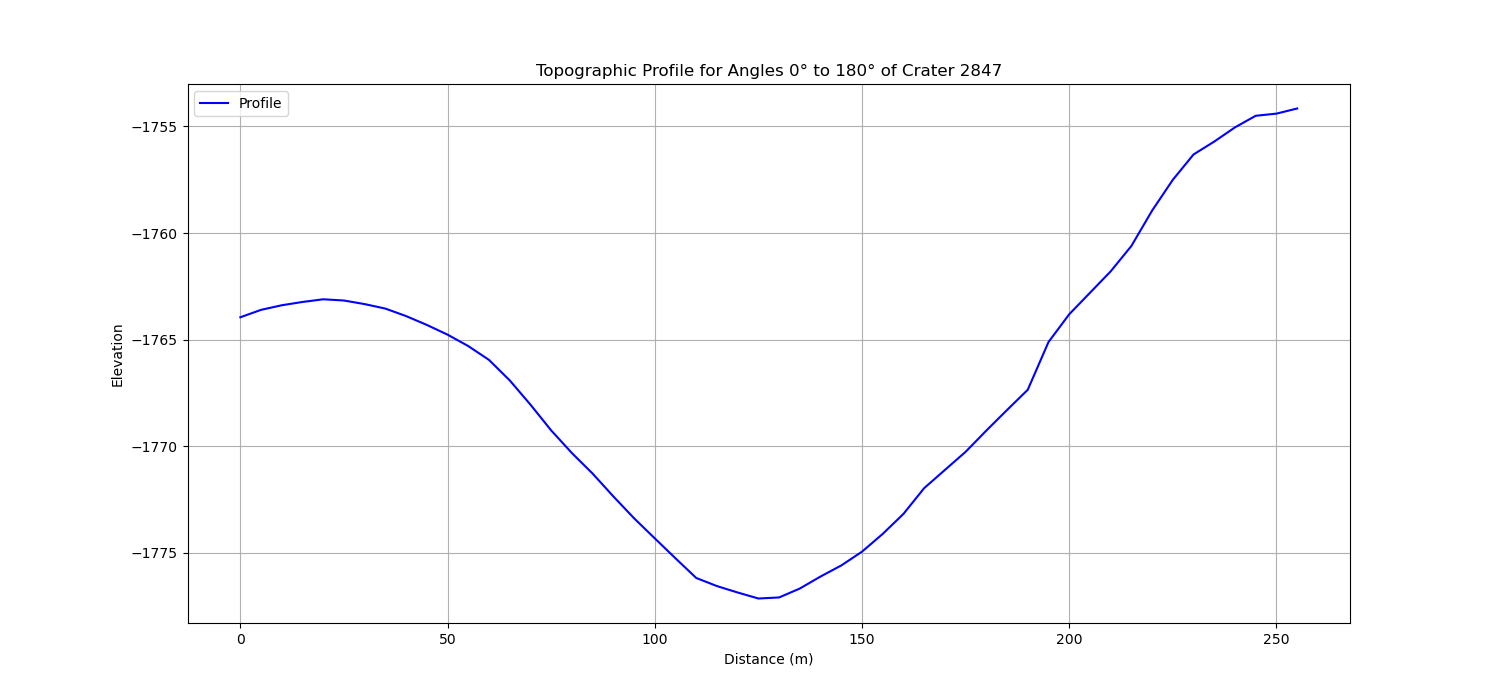 Topographic Profile for Angles 0° to 180° of Crater 2847
Profile
−1755
−1760
−1765
−1770
−1775
Elevation
0 50 100 150 200 250
Distance (m)